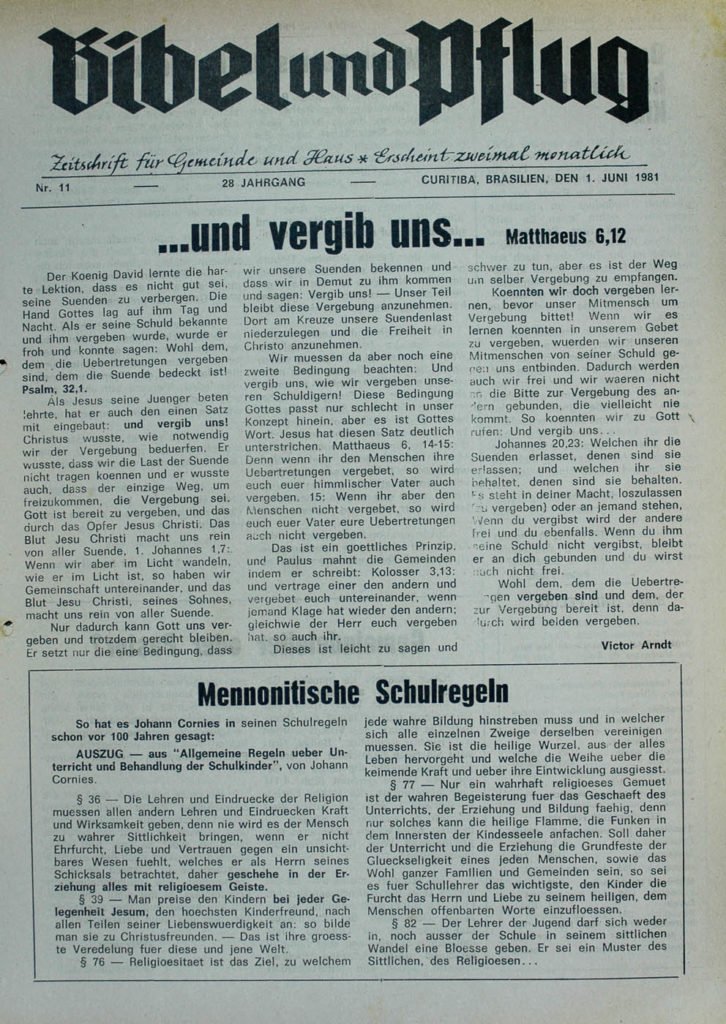 Bibel und Pflug
Zeitschrift für Gemeinde und Haus * Erscheint zweimal monatlich
Nr. 11 — 28 JAHRGANG — CURITIBA, BRASILIEN, DEN 1. JUNI 1981
...und vergib uns... Matthaeus 6,12
Der Koenig David lernte die har-
te Lektion, dass es nicht gut sei,
seine Suenden zu verbergen. Die
Hand Gottes lag auf ihm Tag und
Nacht. Als er seine Schuld bekannte
und ihm vergeben wurde, wurde er
froh und konnte sagen: Wohl dem,
dem die Uebertretungen vergeben
sind, dem die Suende bedeckt ist!
Psalm, 32,1.
Als Jesus seine Juenger beten
lehrte, hat er auch den einen Satz
mit eingebaut: und vergib uns!
Christus wusste, wie notwendig
wir der Vergebung beduerfen. Er
wusste, dass wir die Last der Suende
nicht tragen koennen und er wusste
auch, dass der einzige Weg, um
freizukommen, die Vergebung sei.
Gott ist bereit zu vergeben, und das
durch das Opfer Jesus Christi. Das
Blut Jesu Christi macht uns rein
von aller Suende, 1. Johannes 1,7:
Wenn wir aber im Licht wandeln,
wie er im Licht ist, so haben wir
Gemeinschaft untereinander, und das
Blut Jesu Christi, seines Sohnes,
macht uns rein von aller Suende.
Nur dadurch kann Gott uns ver-
geben und trotzdem gerecht bleiben.
Er setzt nur die eine Bedingung, dass
wir unsere Suenden bekennen und
dass wir in Demut zu ihm kommen
und sagen: Vergib uns! — Unser Teil
bleibt diese Vergebung anzunehmen.
Dort am Kreuze unsere Suendenlast
niederzulegen und die Freiheit in
Christo anzunehmen.
Wir muessen da aber noch eine
zweite Bedingung beachten: Und
vergib uns, wie wir vergeben unse-
ren Schuldigern! Diese Bedingung
Gottes passt nur schlecht in unser
Konzept hinein, aber es ist Gottes
Wort. Jesus hat diesen Satz deutlich
unterstrichen. Matthaeus 6, 14-15:
Denn wenn ihr den Menschen ihre
Uebertretungen vergebet, so wird
euch euer himmlischer Vater auch
vergeben. 15: Wenn ihr aber den
Menschen nicht vergebet, so wird
euch euer Vater eure Uebertretungen
auch nicht vergeben.
Das ist ein goettliches Prinzip,
und Paulus mahnt die Gemeinden
indem er schreibt: Kolosser 3,13:
und vertrage einer den andern und
vergebet euch untereinander, wenn
jemand Klage hat wieder den andern;
gleichwie der Herr euch vergeben
hat, so auch ihr.
Dieses ist leicht zu sagen und
schwer zu tun, aber es ist der Weg
um selber Vergebung zu empfangen.
Koennten wir doch vergeben ler-
nen, bevor unser Mitmensch um
Vergebung bittet! Wenn wir es
lernen koennten in unserem Gebet
zu vergeben, wuerden wir unseren
Mitmenschen von seiner Schuld ge-
gen uns entbinden. Dadurch werden
auch wir frei und wir waeren nicht
an die Bitte zur Vergebung des an-
dern gebunden, die vielleicht nie
kommt. So koennten wir zu Gott
rufen: Und vergib uns...
Johannes 20,23: Welchen ihr die
Suenden erlasset, denen sind sie
erlassen; und welchen ihr sie
behaltet, denen sind sie behalten.
Es steht in deiner Macht, loszulassen
(zu vergeben) oder an jemand stehen,
Wenn du vergibst wird der andere
frei und du ebenfalls. Wenn du ihm
seine Schuld nicht vergibst, bleibt
er an dich gebunden und du wirst
auch nicht frei.
Wohl dem, dem die Uebertre-
tungen vergeben sind und dem, der
zur Vergebung bereit ist, denn da-
durch wird beiden vergeben.
Victor Arndt
Mennonitische Schulregeln
So hat es Johann Cornies in seinen Schulregeln
schon vor 100 Jahren gesagt:
AUSZUG — aus "Allgemeine Regeln ueber Un-
terricht und Behandlung der Schulkinder", von Johann
Cornies.
§ 36 — Die Lehren und Eindruecke der Religion
muessen allen andern Lehren und Eindruecken Kraft
und Wirksamkeit geben, denn nie wird es der Mensch
zu wahrer Sittlichkeit bringen, wenn er nicht
Ehrfurcht, Liebe und Vertrauen gegen ein unsicht-
bares Wesen fuehlt, welches er als Herrn seines
Schicksals betrachtet, daher geschehe in der Er-
ziehung alles mit religioesem Geiste.
§ 39 — Man preise den Kindern bei jeder Ge-
legenheit Jesum, den hoechsten Kinderfreund, nach
allen Teilen seiner Liebenswuerdigkeit an: so bilde
man sie zu Christusfreunden. — Das ist ihre groess-
te Veredelung fuer diese und jene Welt.
§ 76 — Religioesitaet ist das Ziel, zu welchem
jede wahre Bildung hinstreben muss und in welcher
sich alle einzelnen Zweige derselben vereinigen
muessen. Sie ist die heilige Wurzel, aus der alles
Leben hervorgeht und welche die Weihe ueber die
keimende Kraft und ueber ihre Eintwicklung ausgiesst.
§ 77 — Nur ein wahrhaft religioeses Gemuet
ist der wahren Begeisterung fuer das Geschaeft des
Unterrichts, der Erziehung und Bildung faehig, denn
nur solches kann die heilige Flamme, die Funken in
dem Innersten der Kindesseele anfachen. Soll daher
der Unterricht und die Erziehung die Grundfeste der
Glueckseligkeit eines jeden Menschen, sowie das
Wohl ganzer Familien und Gemeinden sein, so sei
es fuer Schullehrer das wichtigste, den Kinder die
Furcht das Herrn und Liebe zu seinem heiligen, dem
Menschen offenbarten Worte einzufloessen.
§ 82 — Der Lehrer der Jugend darf sich weder
in, noch ausser der Schule in seinem sittlichen
Wandel eine Bloesse geben. Er sei ein Muster des
Sittlichen, des Religioesen...